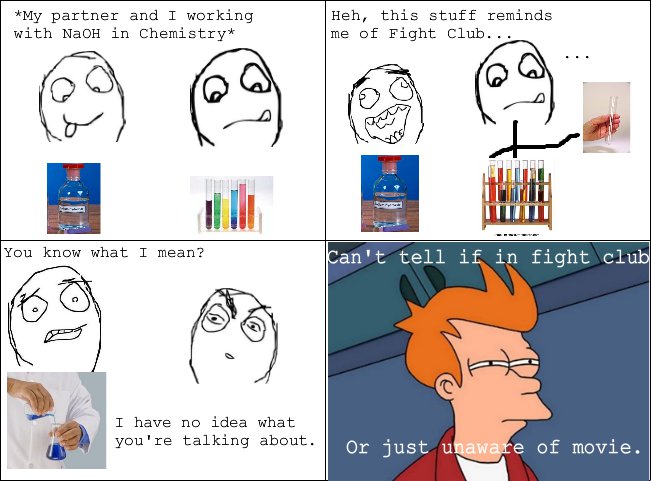 *My partner and I working
with NaOH in Chemistry*
Heh, this stuff reminds
me of Fight Club...
...
You know what I mean?
I have no idea what
you're talking about.
Can't tell if in fight club
Or just unaware of movie.